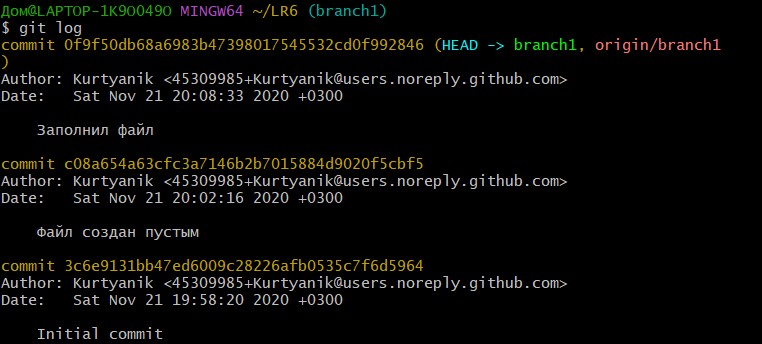 Дом@LAPTOP-1K9OO49O MINGW64 ~/LR6 (branch1)
$ git log
commit 0f9f50db68a6983b47398017545532cd0f992846 (HEAD -> branch1, origin/branch1
)
Author: Kurtyanik <45309985+Kurtyanik@users.noreply.github.com>
Date:   Sat Nov 21 20:08:33 2020 +0300
    Заполнил файл
commit c08a654a63cfc3a7146b2b7015884d9020f5cbf5
Author: Kurtyanik <45309985+Kurtyanik@users.noreply.github.com>
Date:   Sat Nov 21 20:02:16 2020 +0300
    Файл создан пустым
commit 3c6e9131bb47ed6009c28226afb0535c7f6d5964
Author: Kurtyanik <45309985+Kurtyanik@users.noreply.github.com>
Date:   Sat Nov 21 19:58:20 2020 +0300
    Initial commit